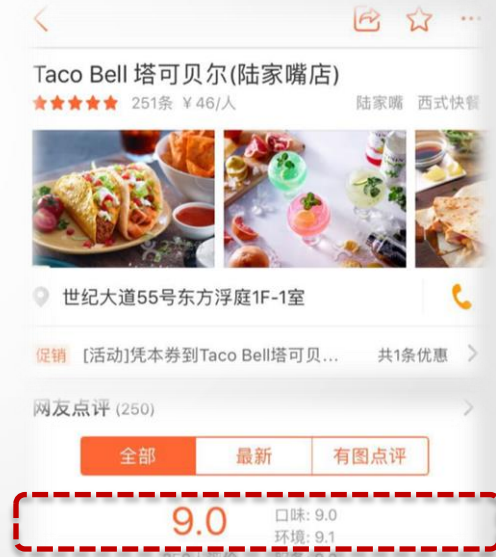 Taco Bell 塔可贝尔(陆家嘴店)
251条 ￥46/人 陆家嘴 西式快餐
世纪大道55号东方浮庭1F-1室
促销 [活动]凭本券到Taco Bell塔可贝... 共1条优惠
网友点评 (250)
全部 最新 有图点评
9.0 口味: 9.0
环境: 9.1